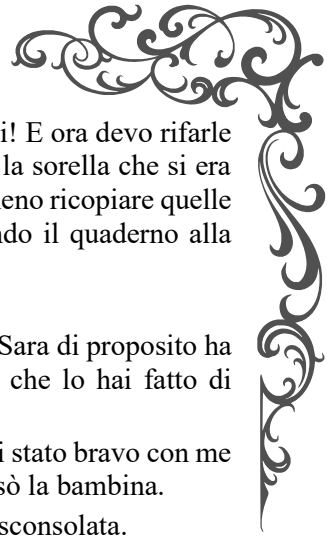 i! E ora devo rifarle
la sorella che si era
eno ricopiare quelle
ndo il quaderno alla
Sara di proposito ha
che lo hai fatto di
i stato bravo con me
sò la bambina.
sconsolata.